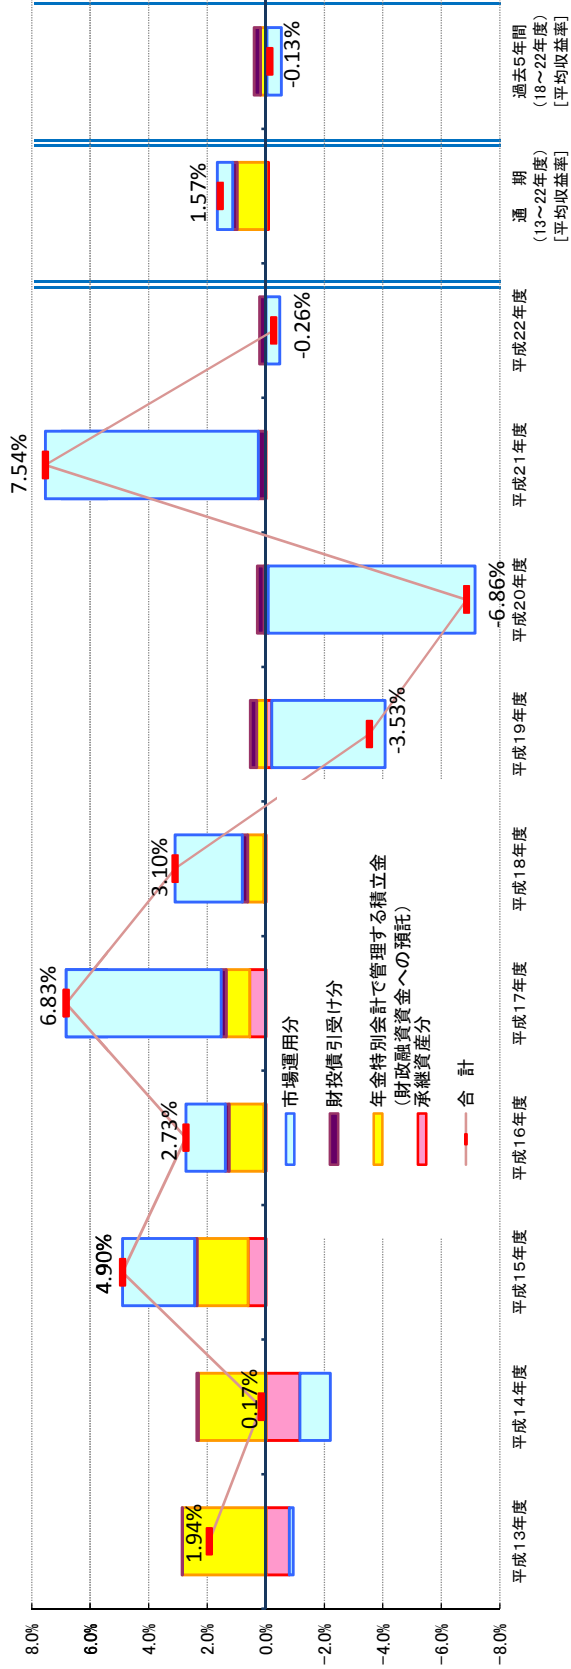 8.0%
6.0%
4.0%
2.0%
0.0%
-2.0%
-4.0%
-6.0%
-8.0%
1.94%
0.17%
4.90%
2.73%
6.83%
3.10%
-3.53%
-6.86%
7.54%
-0.26%
1.57%
-0.13%
市場運用分
財投債引受け分
年金特別会計で管理する積立金
(財政融資資金への預託)
承継資産分
合 計
平成13年度
平成14年度
平成15年度
平成16年度
平成17年度
平成18年度
平成19年度
平成20年度
平成21年度
平成22年度
通 期
(13~22年度)
[平均収益率]
過去5年間
(18~22年度)
[平均収益率]